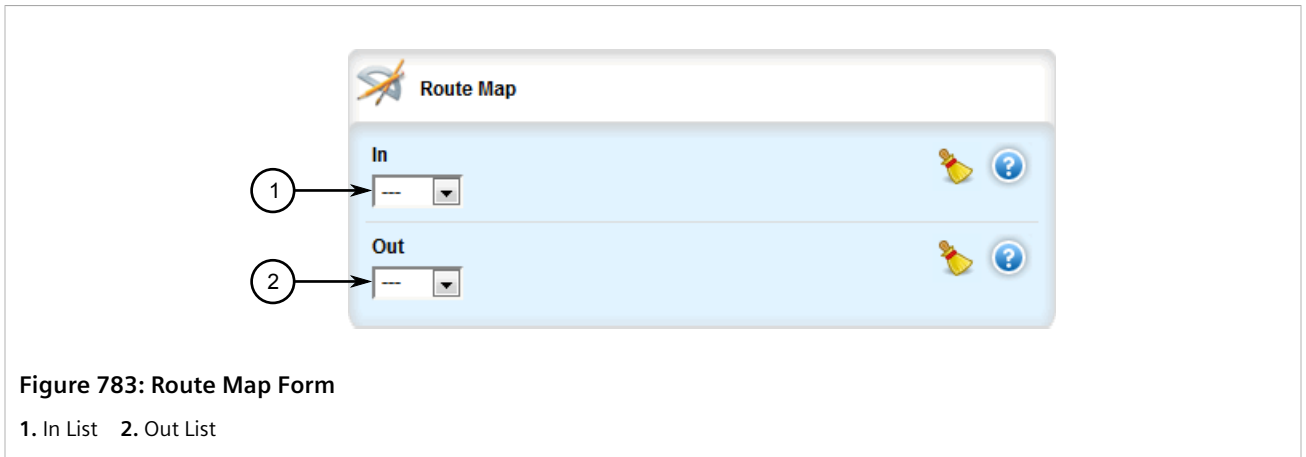 Route Map
In
1
---
Out
2
---
Figure 783: Route Map Form
1. In List 2. Out List